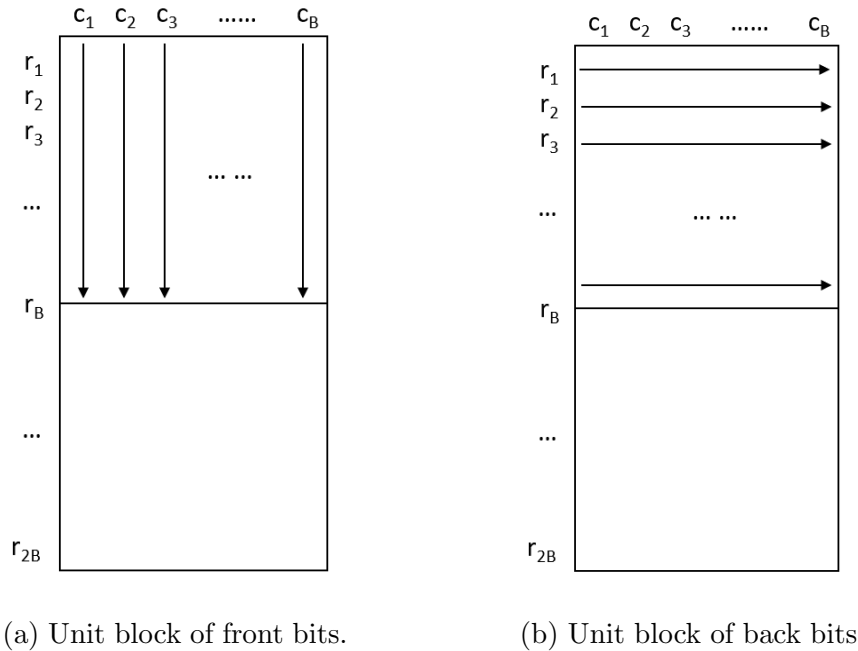 c1 c2 c3 ...... cB
r1
r2
r3
... ...
...
rB
...
r2B
(a) Unit block of front bits.
c1 c2 c3 ...... cB
r1
r2
r3
...
... ...
rB
...
r2B
(b) Unit block of back bits